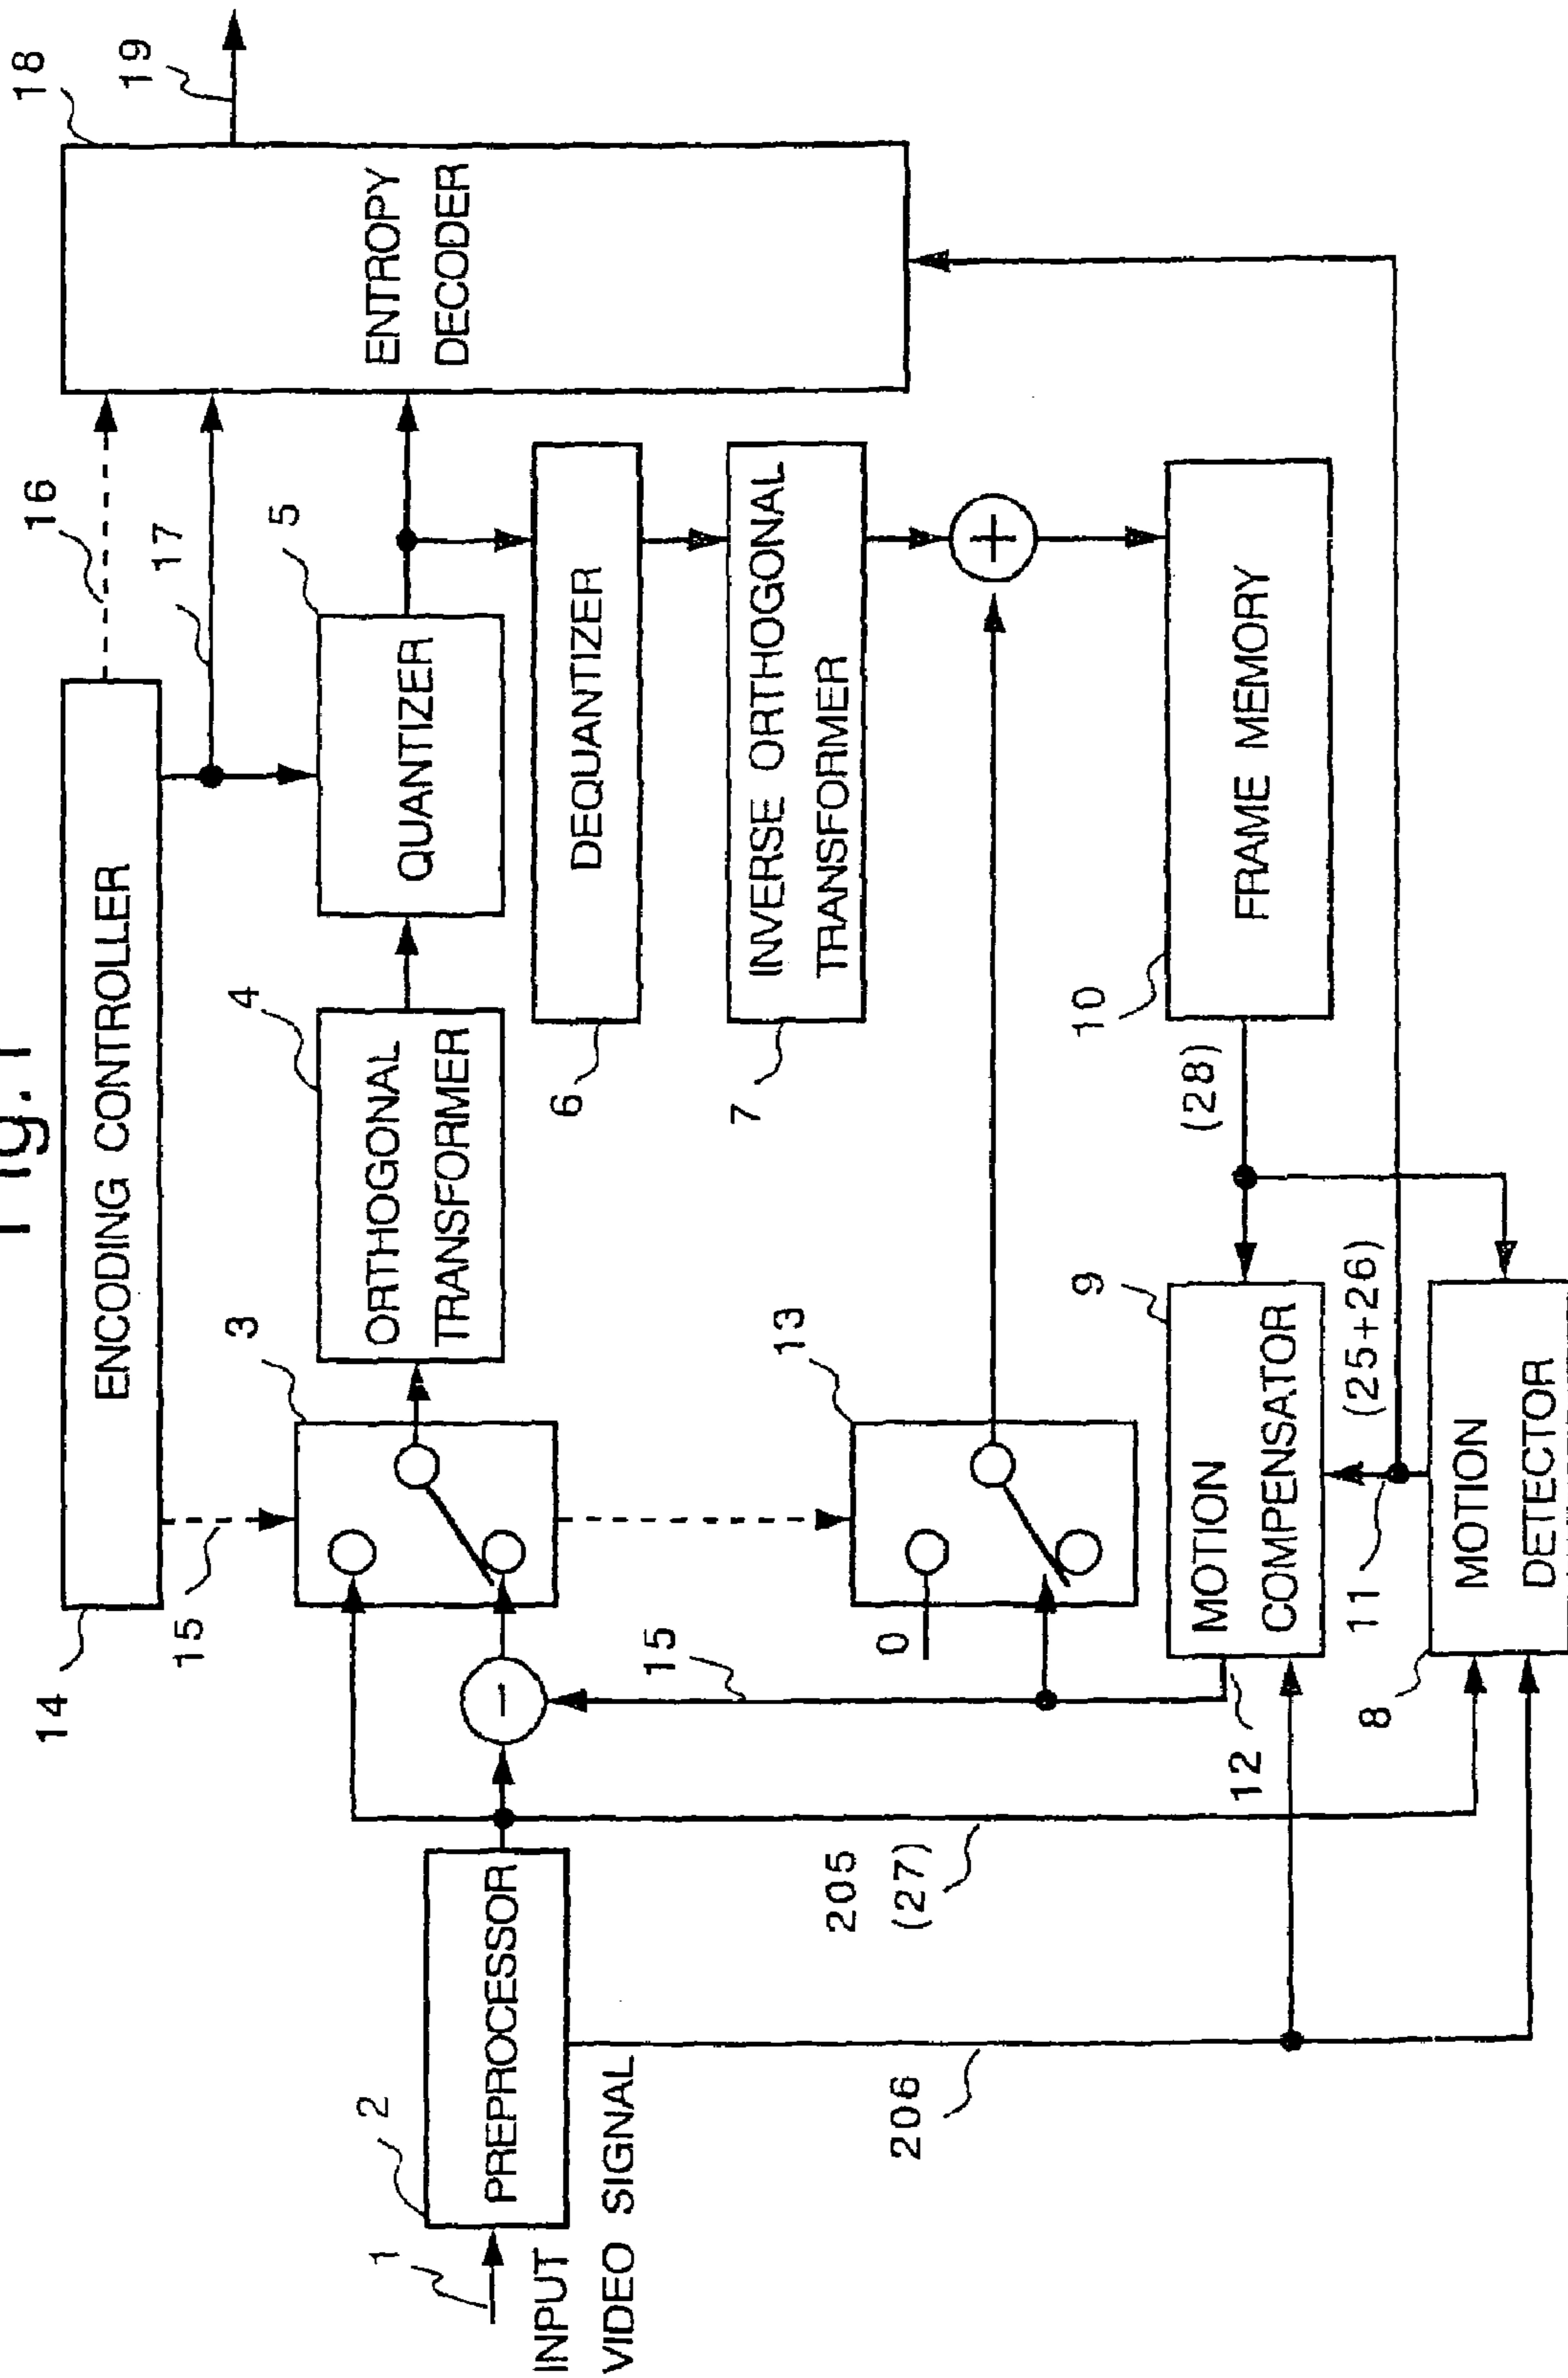 Fig.1
14
ENCODING CONTROLLER
16
17
18
19
15
3
4
5
ENTROPY
DECODER
ORTHOGONAL
TRANSFORMER
QUANTIZER
1
2
PREPROCESSOR
INPUT
VIDEO SIGNAL
6
DEQUANTIZER
15
7
INVERSE ORTHOGONAL
TRANSFORMER
0
13
205
(27)
206
12
9
MOTION
COMPENSATOR
(28)
10
FRAME MEMORY
11
(25+26)
8
MOTION
DETECTOR